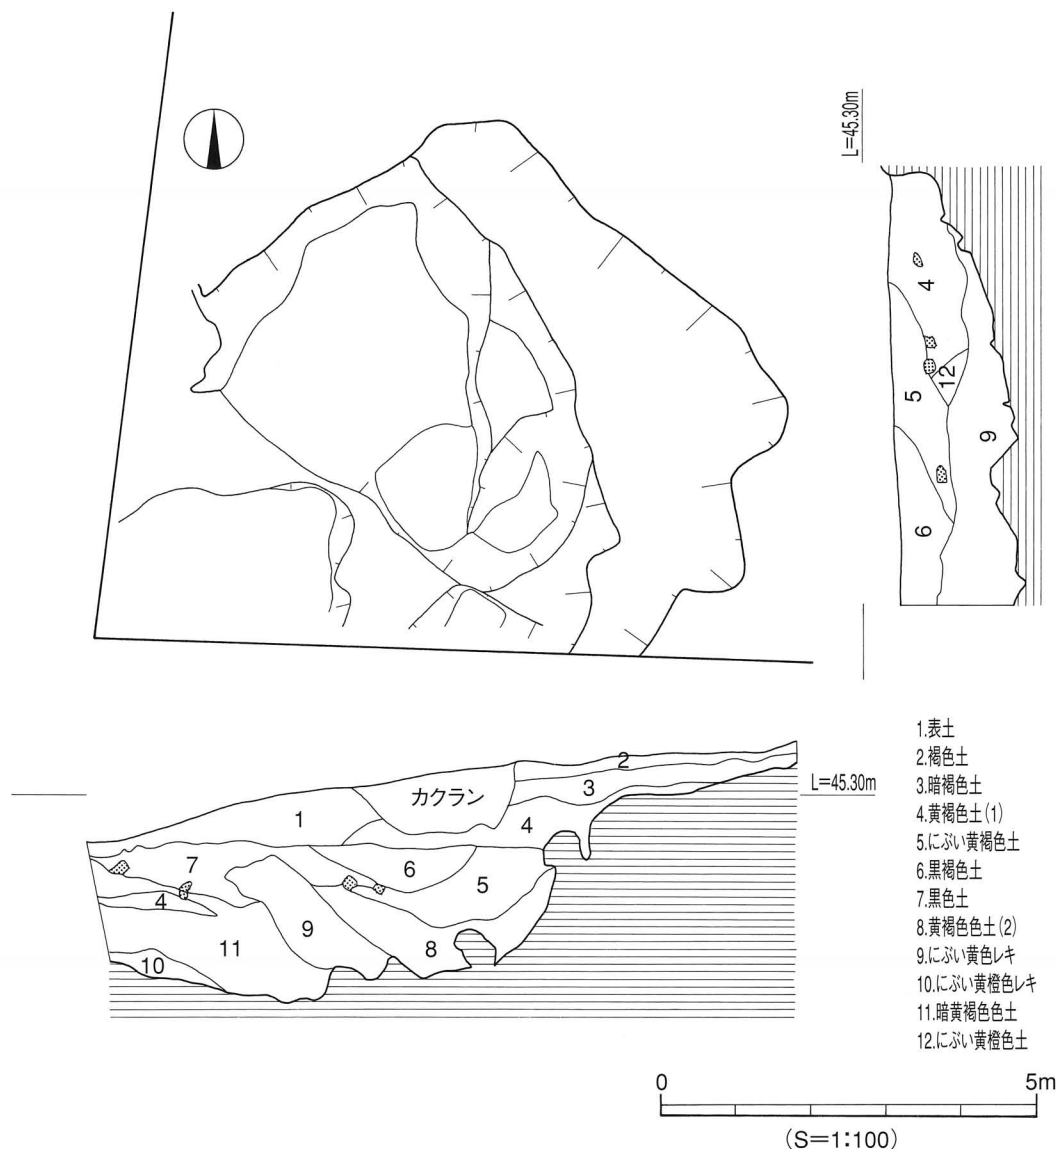 L=45.30m
4
12
5
9
6
2
L=45.30m
3
カクラン
1
4
7
6
5
4
9
8
11
10
1.表土
2.褐色土
3.暗褐色土
4.黄褐色土(1)
5.にぶい黄褐色土
6.黒褐色土
7.黒色土
8.黄褐色色土(2)
9.にぶい黄色レキ
10.にぶい黄橙色レキ
11.暗黄褐色色土
12.にぶい黄橙色土
0 5m
(S=1:100)